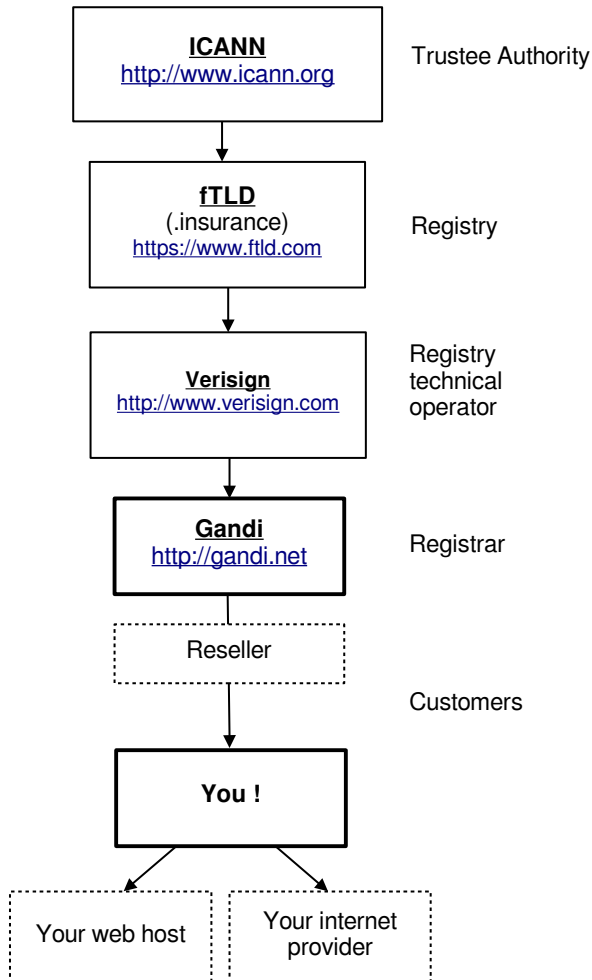 ICANN
http://www.icann.org
Trustee Authority
fTLD
(.insurance)
https://www.ftld.com
Registry
Verisign
http://www.verisign.com
Registry
technical
operator
Gandi
http://gandi.net
Registrar
Reseller
Customers
You !
Your web host
Your internet
provider